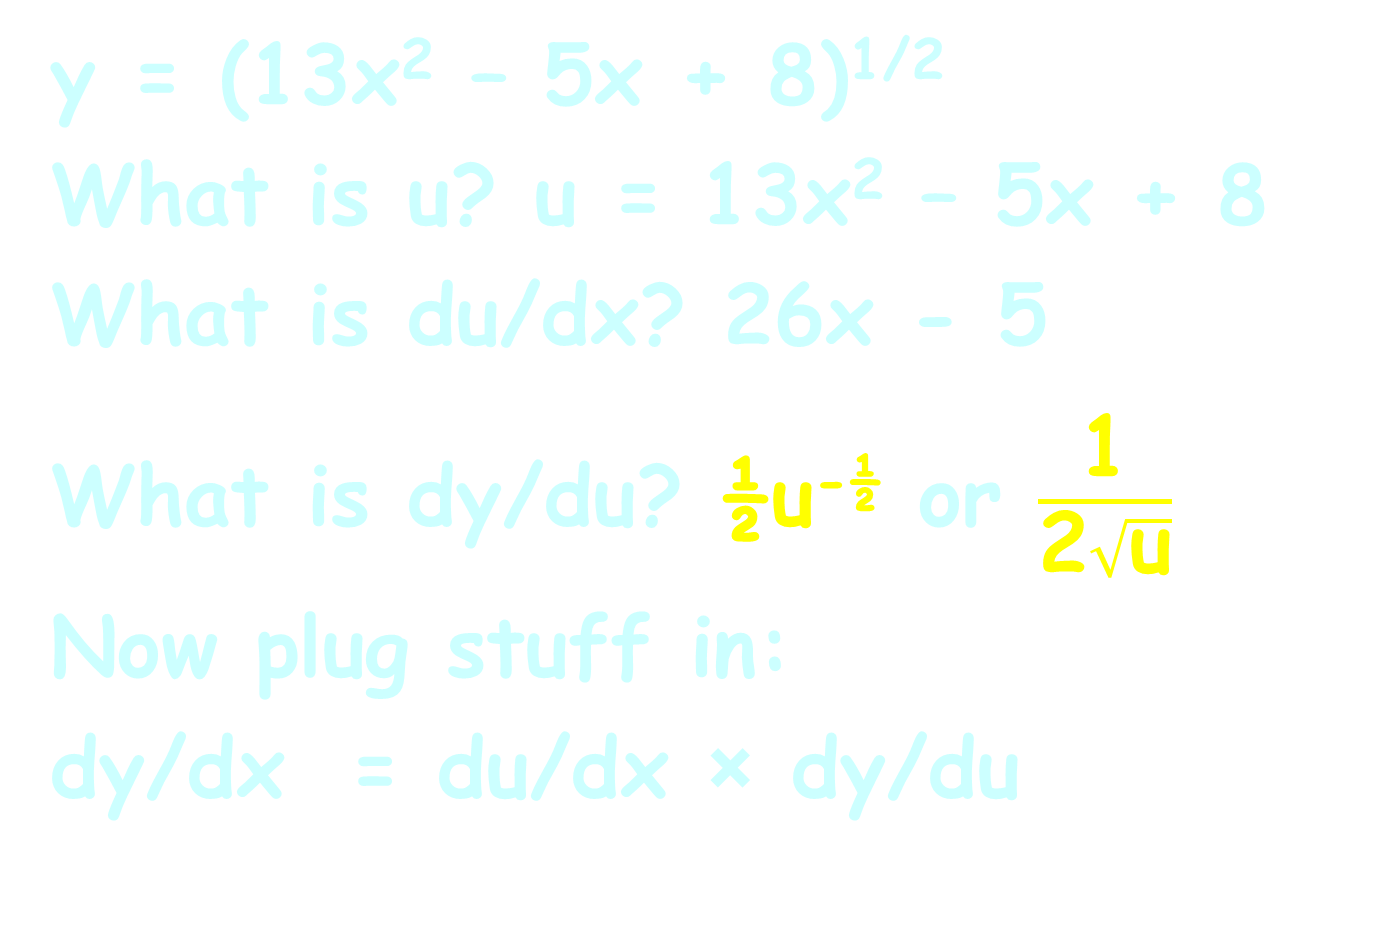 y = (13x² – 5x + 8)¹/²
What is u? u = 13x² – 5x + 8
What is du/dx? 26x – 5
What is dy/du? ½u^–½ or 1/(2√u)
Now plug stuff in:
dy/dx = du/dx × dy/du